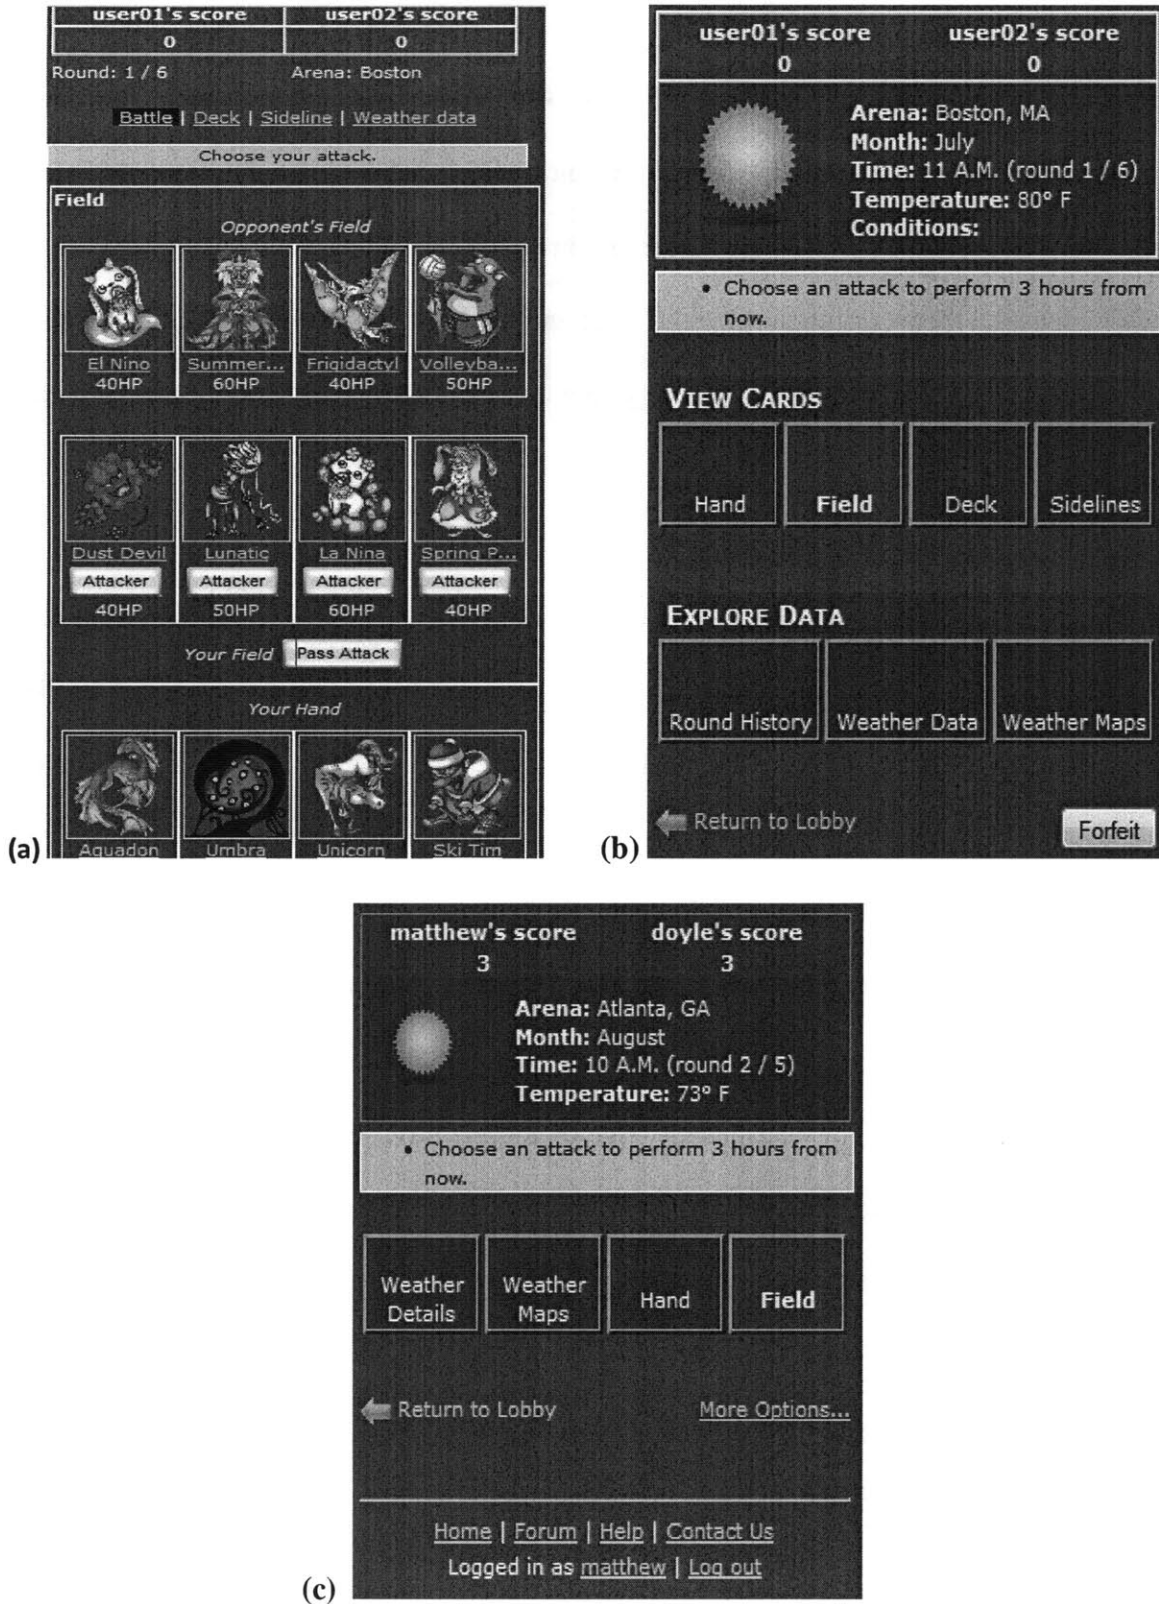 user01's score user02's score
0 0
Round: 1 / 6 Arena: Boston
Battle | Deck | Sideline | Weather data
Choose your attack.
Field
Opponent's Field
El Nino Summer... Frigidactyl Volleyba...
40HP 60HP 40HP 50HP
Dust Devil Lunatic La Nina Spring P...
Attacker Attacker Attacker Attacker
40HP 50HP 60HP 40HP
Your Field Pass Attack
Your Hand
Aquadon Umbra Unicorn Ski Tim
(a)
user01's score user02's score
0 0
Arena: Boston, MA
Month: July
Time: 11 A.M. (round 1 / 6)
Temperature: 80° F
Conditions:
• Choose an attack to perform 3 hours from
now.
VIEW CARDS
Hand Field Deck Sidelines
EXPLORE DATA
Round History Weather Data Weather Maps
Return to Lobby Forfeit
(b)
matthew's score doyle's score
3 3
Arena: Atlanta, GA
Month: August
Time: 10 A.M. (round 2 / 5)
Temperature: 73° F
• Choose an attack to perform 3 hours from
now.
Weather Details Weather Maps Hand Field
Return to Lobby More Options...
Home | Forum | Help | Contact Us
Logged in as matthew | Log out
(c)